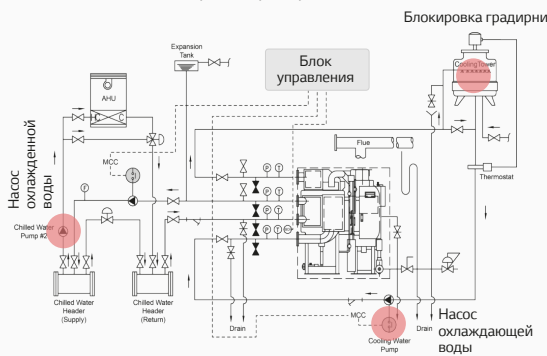 Блокировка градирни
Expansion
Tank
Блок
управления
Cooling Tower
AHU
C
C
MCC
Flue
Thermostat
Насос
охлажденной
воды
F
P
T
P
T
P
T
P
T
Chilled Water
Pump #2
Chilled Water
Header
(Supply)
Chilled Water
Header
(Return)
Drain
MCC
Cooling Water
Pump
Drain
Насос
охлаждающей
воды